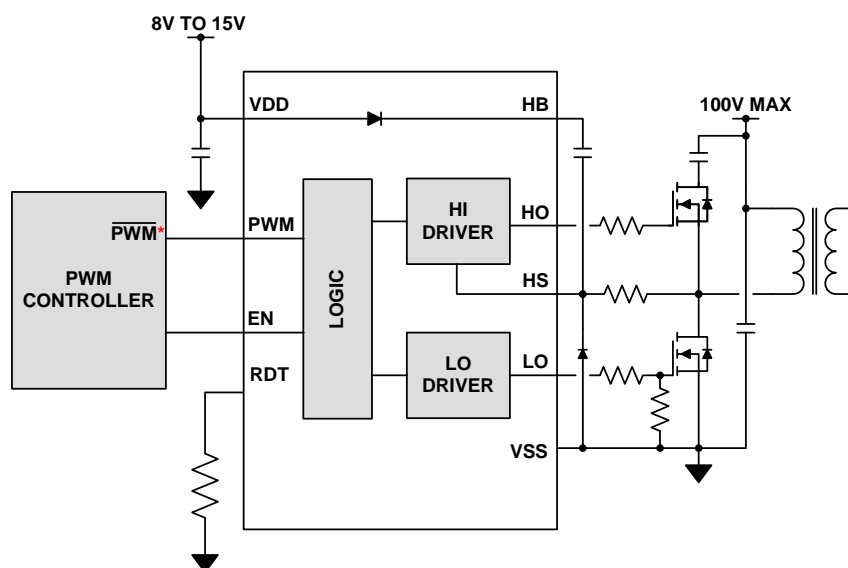 8V TO 15V
VDD
HB
100V MAX
HI
DRIVER
HO
PWM*
PWM
PWM
CONTROLLER
LOGIC
HS
EN
LO
DRIVER
LO
RDT
VSS